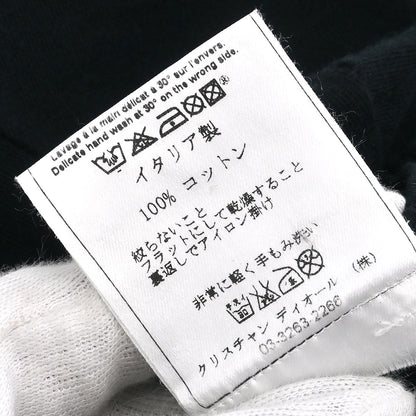 Lavage à la main délicat à 30° sur l'envers.
Delicate hand wash at 30° on the wrong side.
イタリア製
100% コットン
絞らないこと
フラットにして乾燥すること
裏返しでアイロン掛け
非常に軽く手もみ洗い
クリスチャン ディオール (株)
03-3263-2266